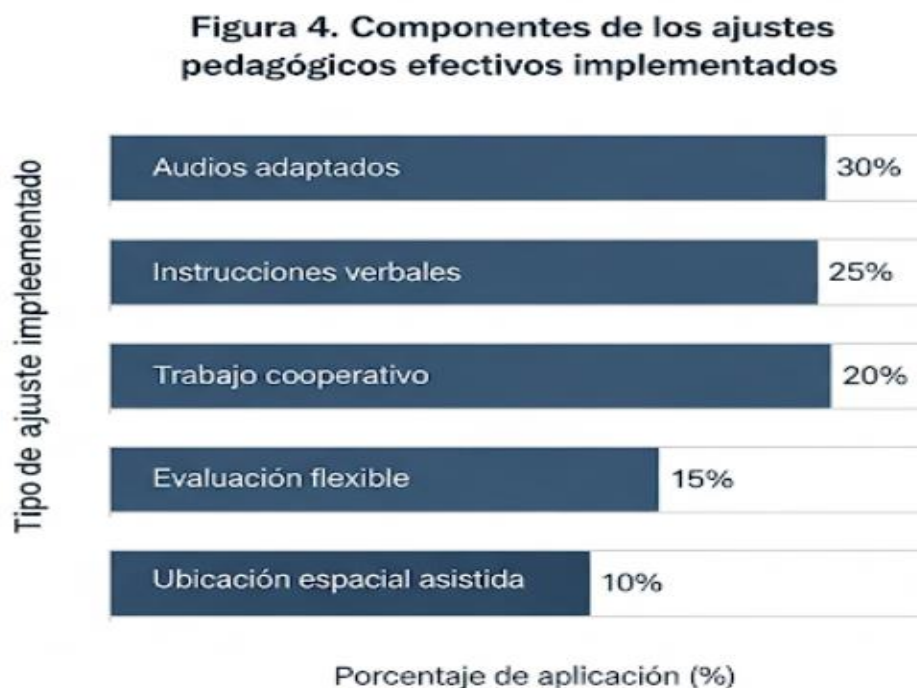 Figura 4. Componentes de los ajustes
pedagógicos efectivos implementados
Tipo de ajuuste impleementado
Audios adaptados 30%
Instrucciones verbales 25%
Trabajo cooperativo 20%
Evaluación flexible 15%
Ubicación espacial asistida 10%
Porcentaje de aplicación (%)